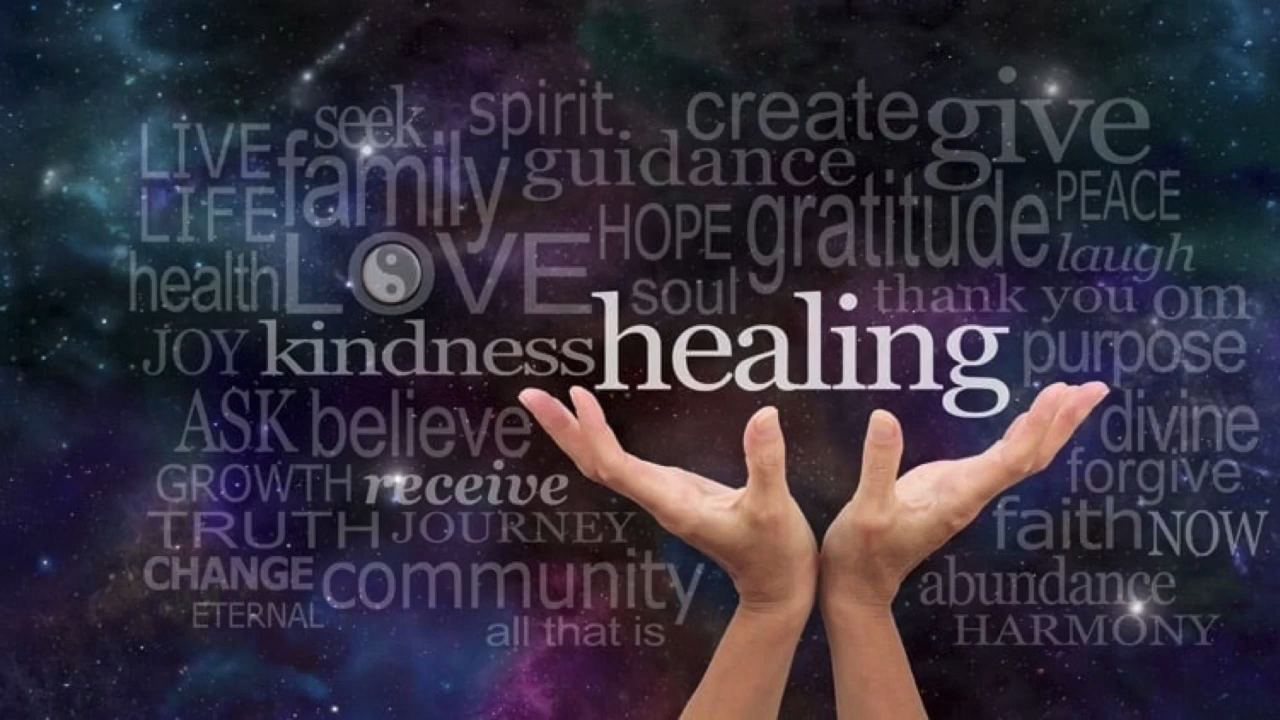 seek spirit create give
LIVE family guidance
LIFE HOPE gratitude PEACE
health LOVE soul laugh
thank you om
JOY kindness healing purpose
ASK believe divine
GROWTH receive forgive
TRUTH JOURNEY faith NOW
CHANGE community abundance
ETERNAL all that is HARMONY